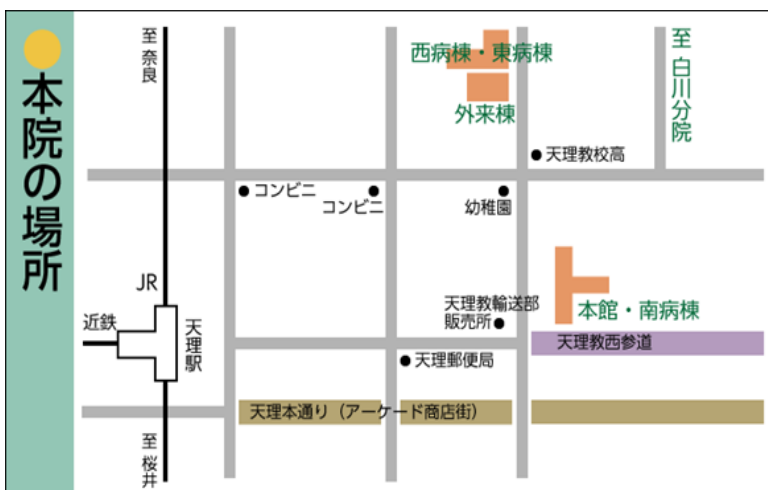 本院の場所
至 奈良
西病棟・東病棟
外来棟
至 白川分院
天理教校高
コンビニ
コンビニ
幼稚園
JR
近鉄
天理駅
天理教輸送部
販売所
本館・南病棟
天理教西参道
天理郵便局
天理本通り（アーケード商店街）
至 桜井